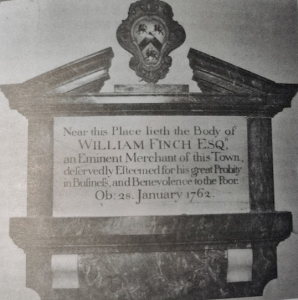 Near this Place lieth the Body of
WILLIAM FINCH ESQR.
an Eminent Merchant of this Town,
deſervedly Eſteemed for his great Probity
in Buſineſs, and Benevolence to the Poor.
Ob: 28. January 1762.